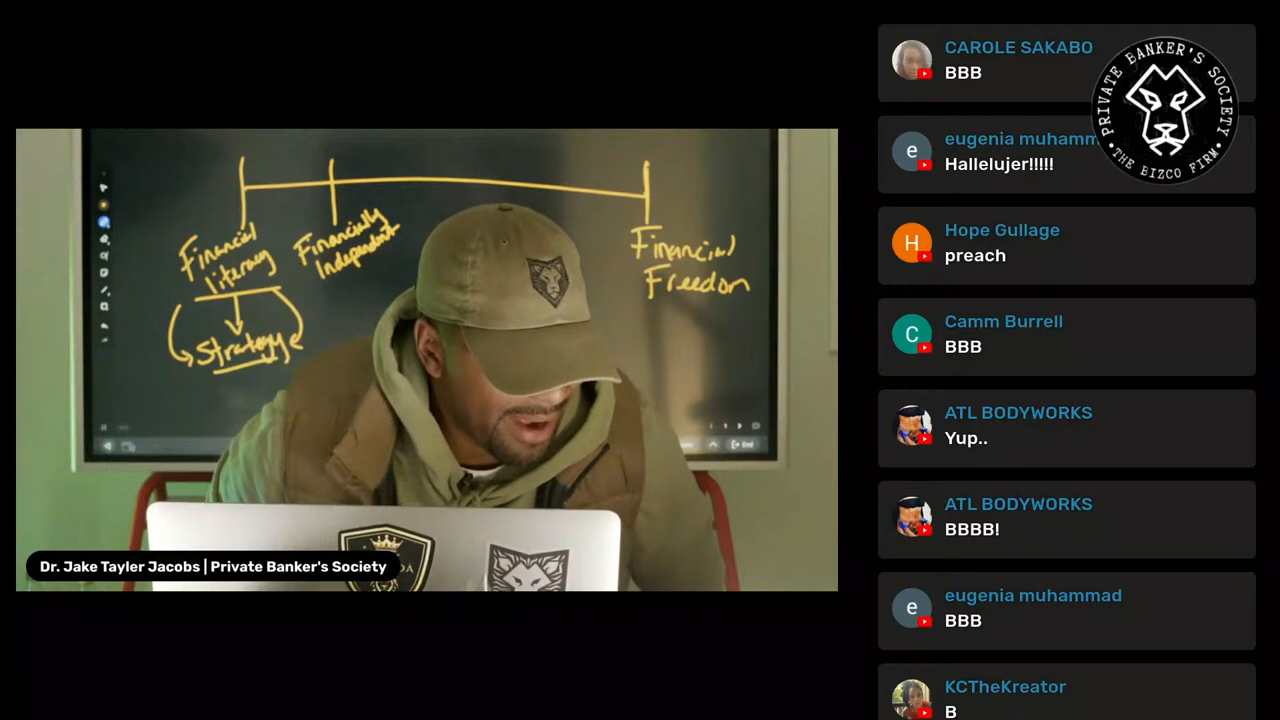 Financial
literacy
Strategy
Financially
Independent
Financial
Freedom
End
Dr. Jake Tayler Jacobs | Private Banker's Society
CAROLE SAKABO
BBB
PRIVATE BANKER'S SOCIETY
• THE BIZCO FIRM •
e
eugenia muhamm
Hallelujer!!!!!
H
Hope Gullage
preach
C
Camm Burrell
BBB
ATL BODYWORKS
Yup..
ATL BODYWORKS
BBBB!
e
eugenia muhammad
BBB
KCTheKreator
B